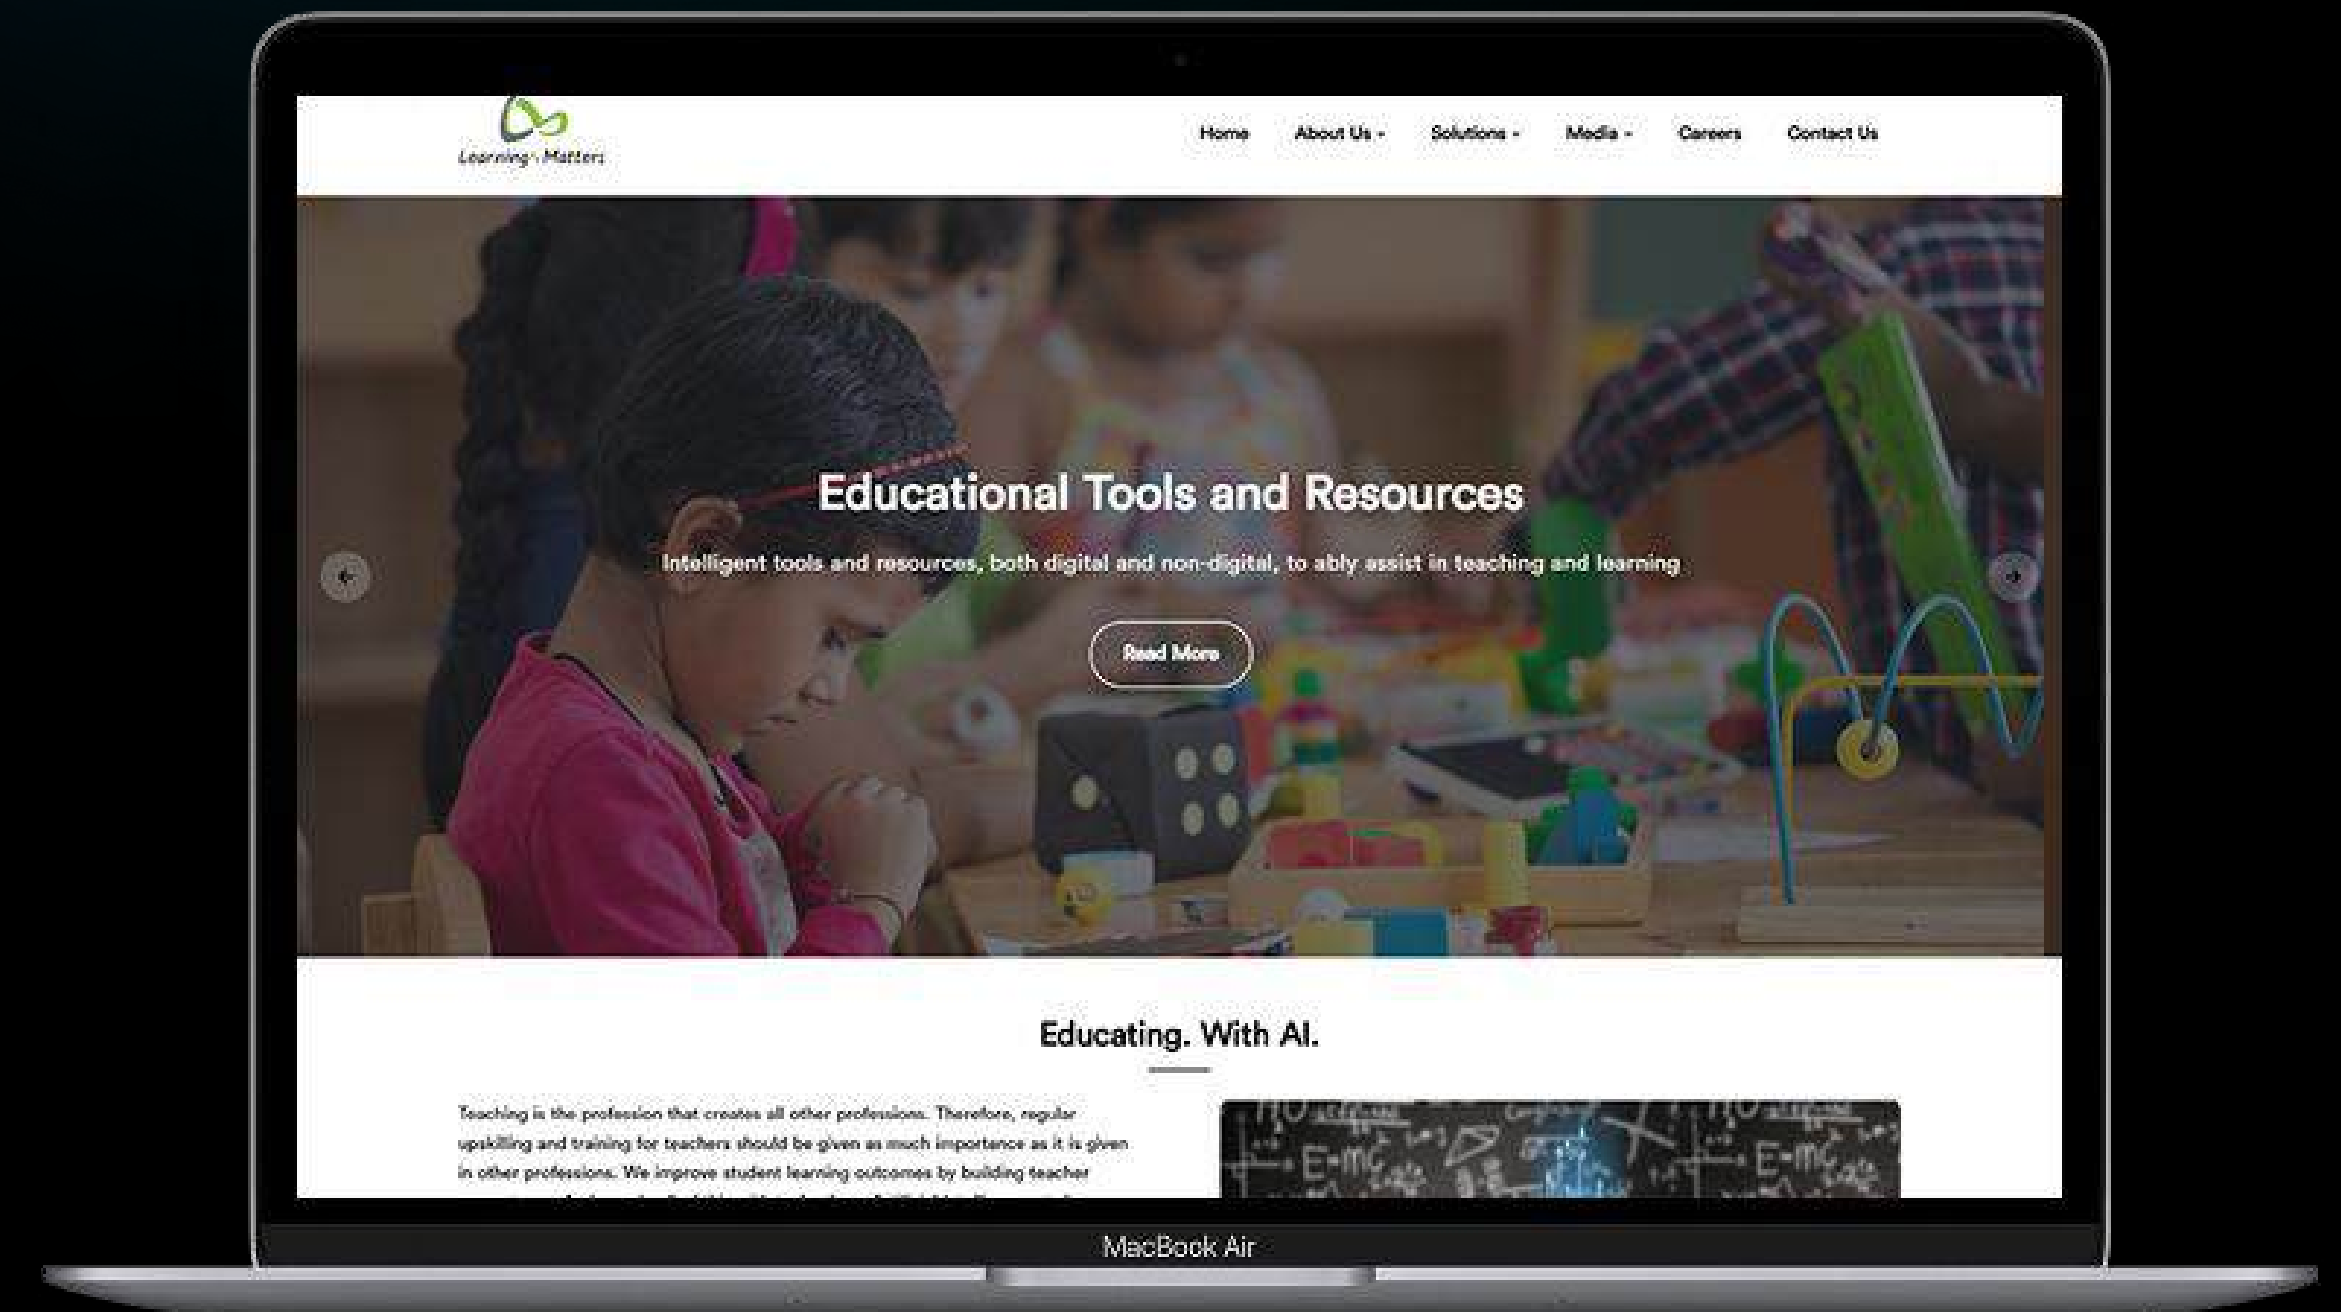 Learning Matters
Home About Us Solutions Media Careers Contact Us
Educational Tools and Resources
Intelligent tools and resources, both digital and non-digital, to ably assist in teaching and learning
Read More
Educating. With AI.
Teaching is the profession that creates all other professions. Therefore, regular
upskilling and training for teachers should be given as much importance as it is given
in other professions. We improve student learning outcomes by building teacher
E=mc
E=mc
MacBook Air